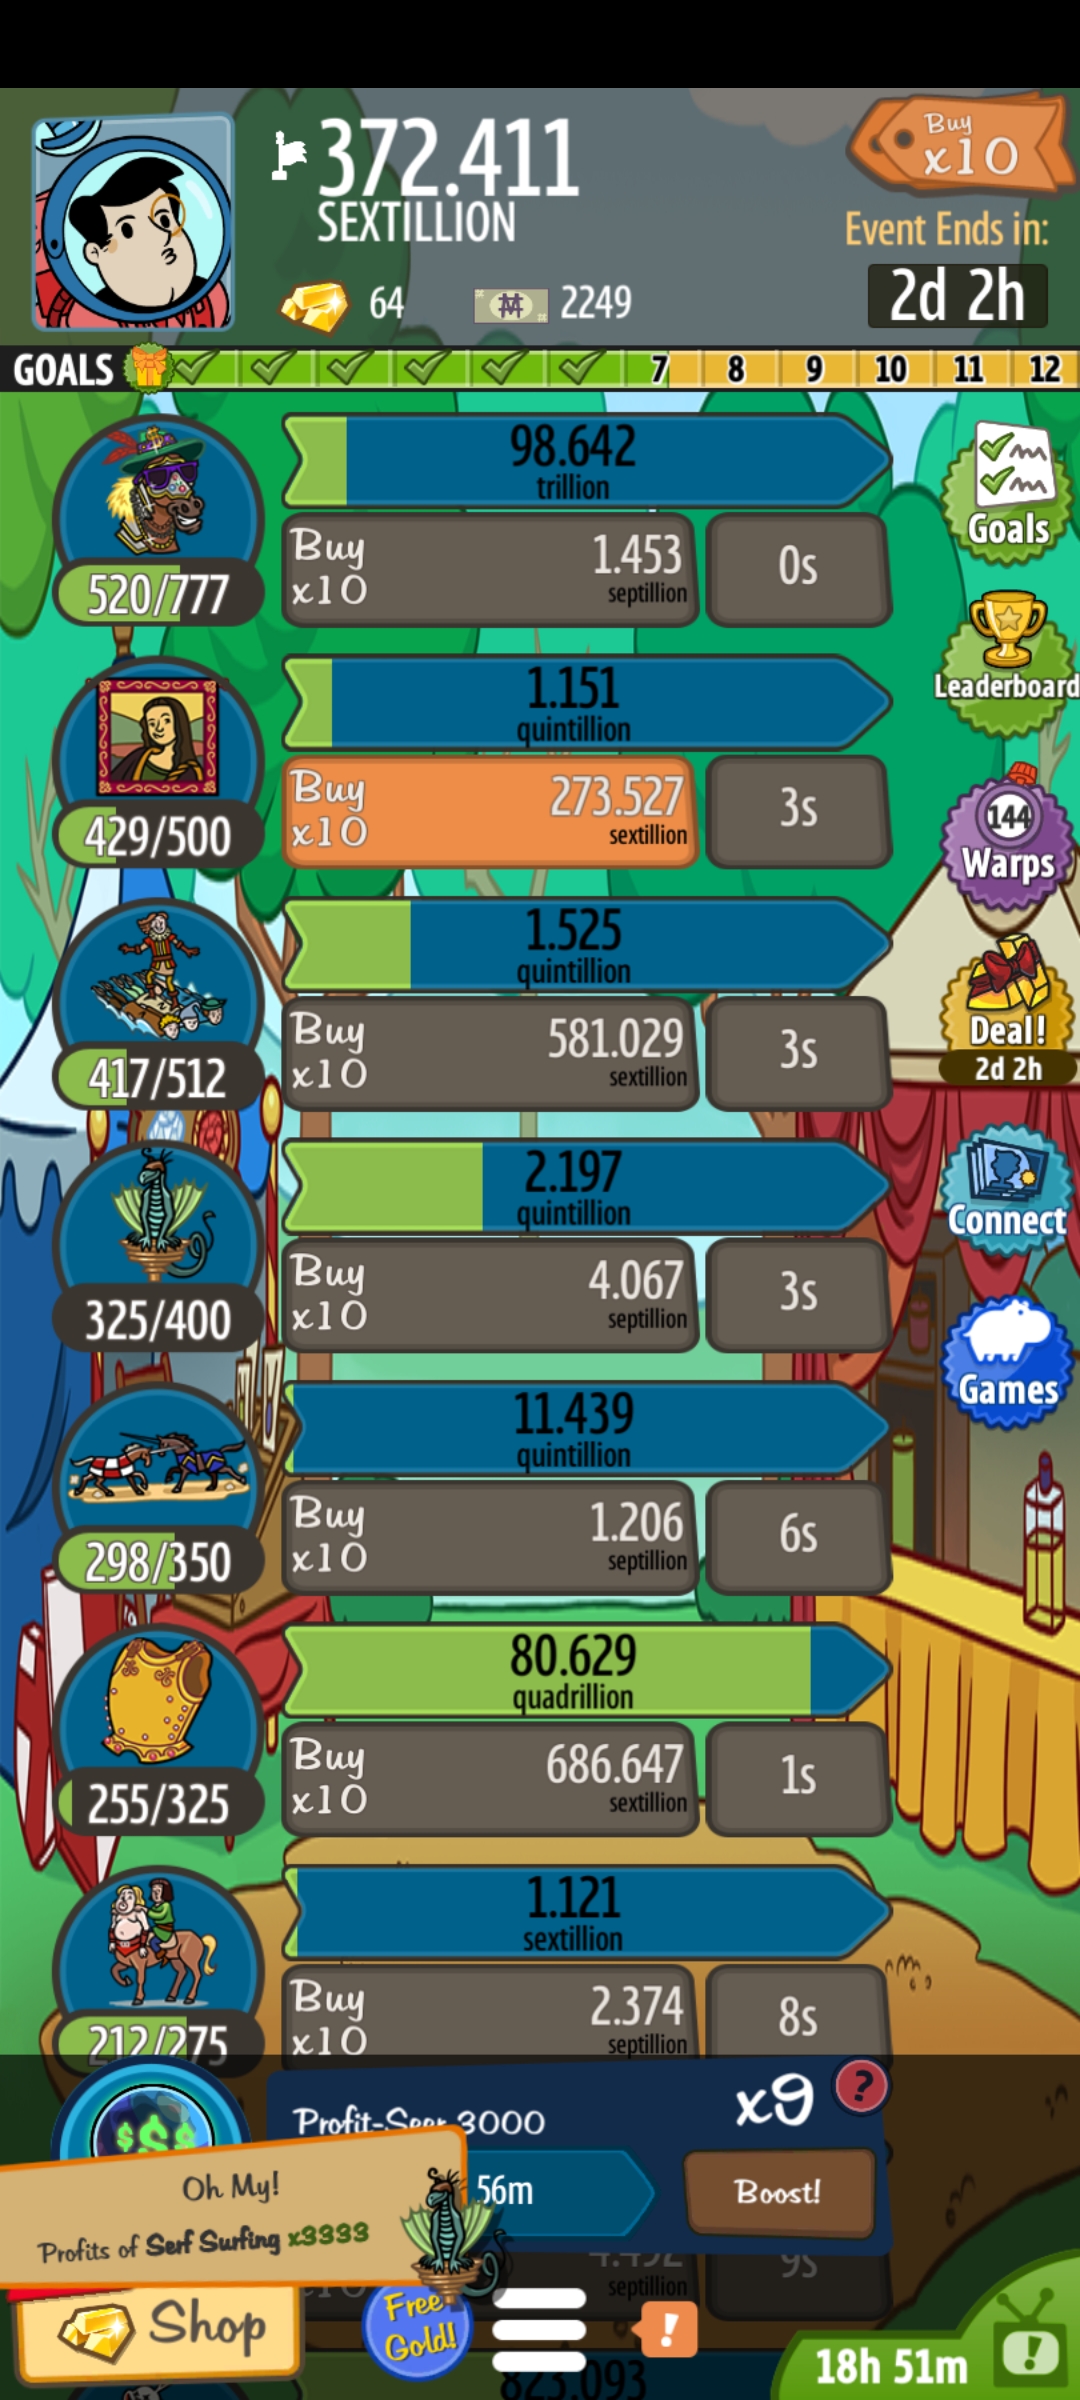 372.411
SEXTILLION
Buy
x10
Event Ends in:
64
2249
2d 2h
GOALS 7 8 9 10 11 12
98.642
trillion
Buy
x10
1.453
septillion
0s
520/777
Goals
1.151
quintillion
Leaderboard
Buy
x10
273.527
sextillion
3s
429/500
144
Warps
1.525
quintillion
Buy
x10
581.029
sextillion
3s
417/512
Deal!
2d 2h
2.197
quintillion
Buy
x10
4.067
septillion
3s
325/400
Connect
11.439
quintillion
Buy
x10
1.206
septillion
6s
298/350
Games
80.629
quadrillion
Buy
x10
686.647
sextillion
1s
255/325
1.121
sextillion
Buy
x10
2.374
septillion
8s
212/275
$$$
Profit-Seer 3000
x9
?
56m
Boost!
Oh My!
Profits of Serf Surfing x3333
x10
septillion
9s
Shop
Free
Gold!
!
823.093
18h 51m
!